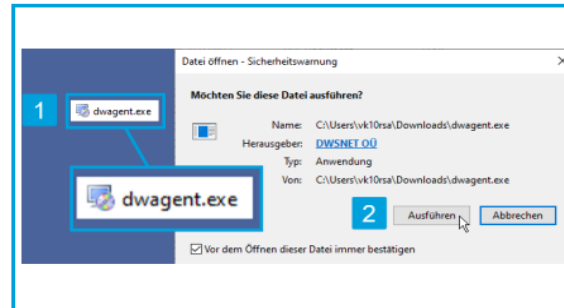 Datei öffnen - Sicherheitswarnung
1
dwagent.exe
Möchten Sie diese Datei ausführen?
Name: C:\Users\vk10rsa\Downloads\dwagent.exe
Herausgeber: DWSNET OÜ
Typ: Anwendung
Von: C:\Users\vk10rsa\Downloads\dwagent.exe
dwagent.exe
2
Ausführen Abbrechen
Vor dem Öffnen dieser Datei immer bestätigen